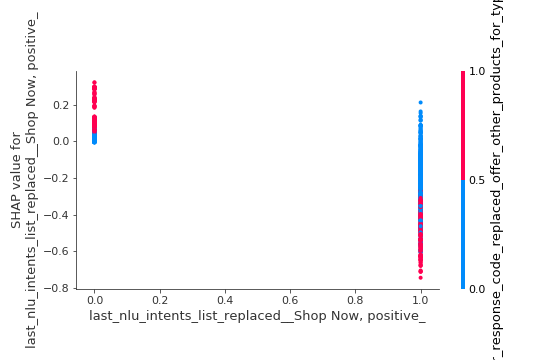 SHAP value for
last_nlu_intents_list_replaced__Shop Now, positive_
0.2
0.0
−0.2
−0.4
−0.6
−0.8
0.0 0.2 0.4 0.6 0.8 1.0
last_nlu_intents_list_replaced__Shop Now, positive_
1.0
0.5
0.0
_response_code_replaced_offer_other_products_for_typ